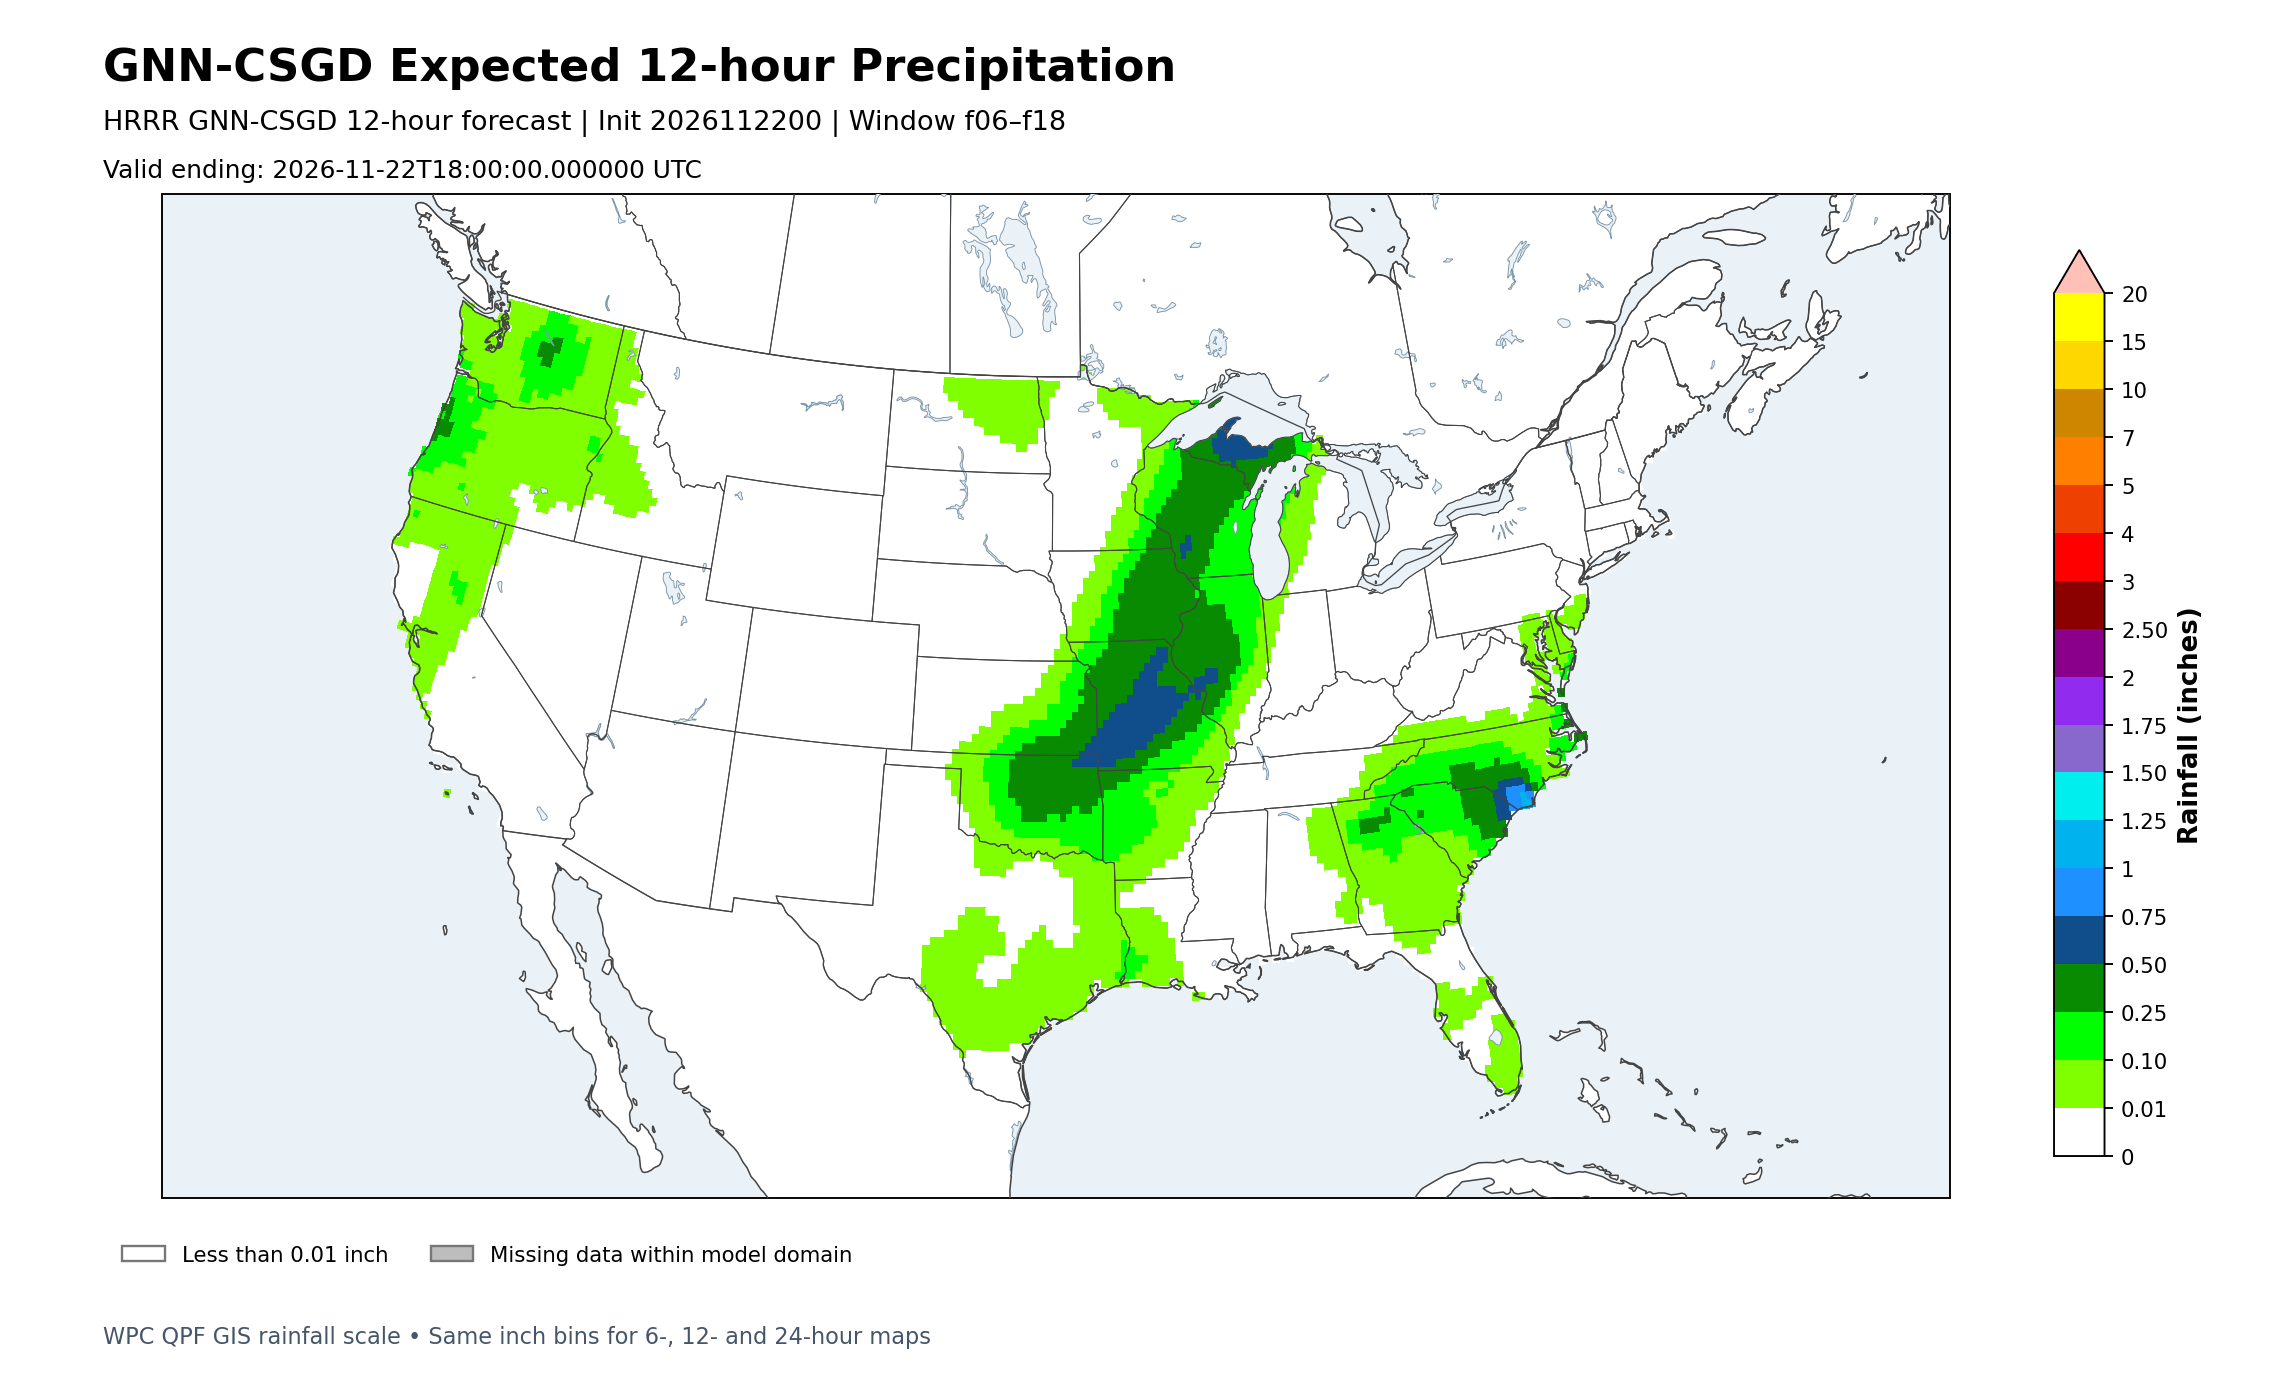 GNN-CSGD Expected 12-hour Precipitation
HRRR GNN-CSGD 12-hour forecast | Init 2026112200 | Window f06–f18
Valid ending: 2026-11-22T18:00:00.000000 UTC
20
15
10
7
5
4
3
2.50
2
1.75
1.50
1.25
1
0.75
0.50
0.25
0.10
0.01
0
Rainfall (inches)
Less than 0.01 inch
Missing data within model domain
WPC QPF GIS rainfall scale • Same inch bins for 6-, 12- and 24-hour maps